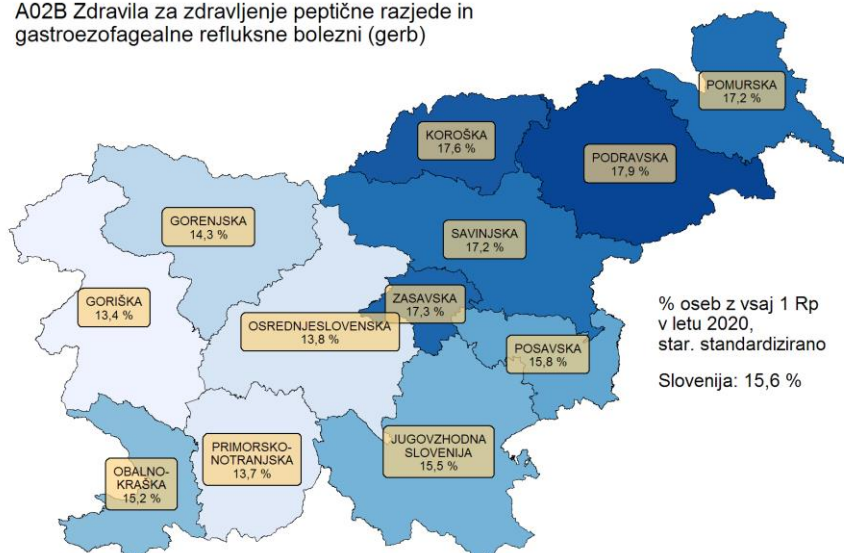 A02B Zdravila za zdravljenje peptične razjede in
gastroezofagealne refluksne bolezni (gerb)
POMURSKA
17,2 %
KOROŠKA
17,6 %
PODRAVSKA
17,9 %
GORENJSKA
14,3 %
SAVINJSKA
17,2 %
GORIŠKA
13,4 %
ZASAVSKA
17,3 %
OSREDNJESLOVENSKA
13,8 %
POSAVSKA
15,8 %
% oseb z vsaj 1 Rp
v letu 2020,
star. standardizirano
Slovenija: 15,6 %
OBALNO-
KRAŠKA
15,2 %
PRIMORSKO-
NOTRANJSKA
13,7 %
JUGOVZHODNA
SLOVENIJA
15,5 %